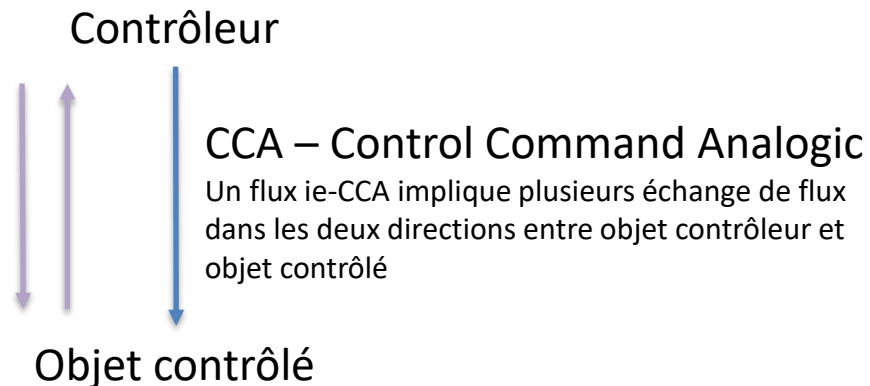 Contrôleur
CCA – Control Command Analogic
Un flux ie-CCA implique plusieurs échange de flux
dans les deux directions entre objet contrôleur et
objet contrôlé
Objet contrôlé